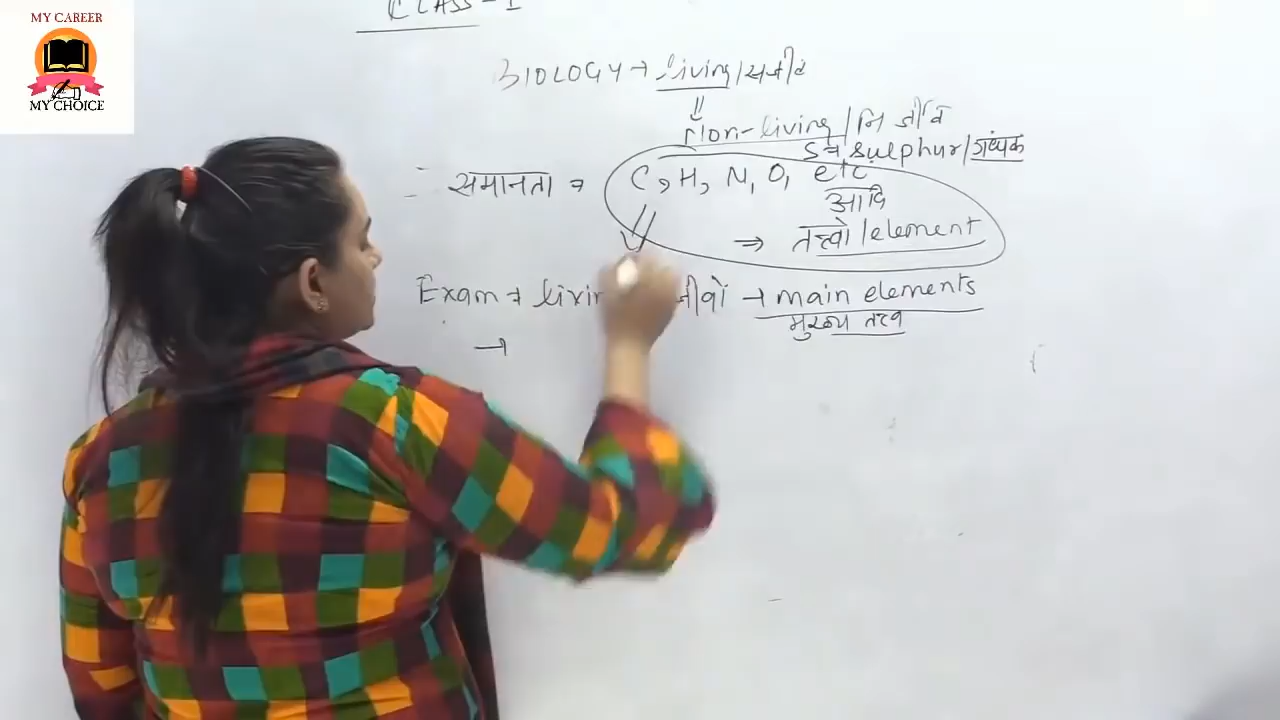 MY CAREER
MY CHOICE
CLASS - I
BIOLOGY → living/सजीव
Non-living/निर्जीव
S → sulphur/गंधक
समानता → C, H, N, O, etc
आदि
⇒ तत्वो/element
Exam → livin जीवों → main elements
मुख्य तत्व
→